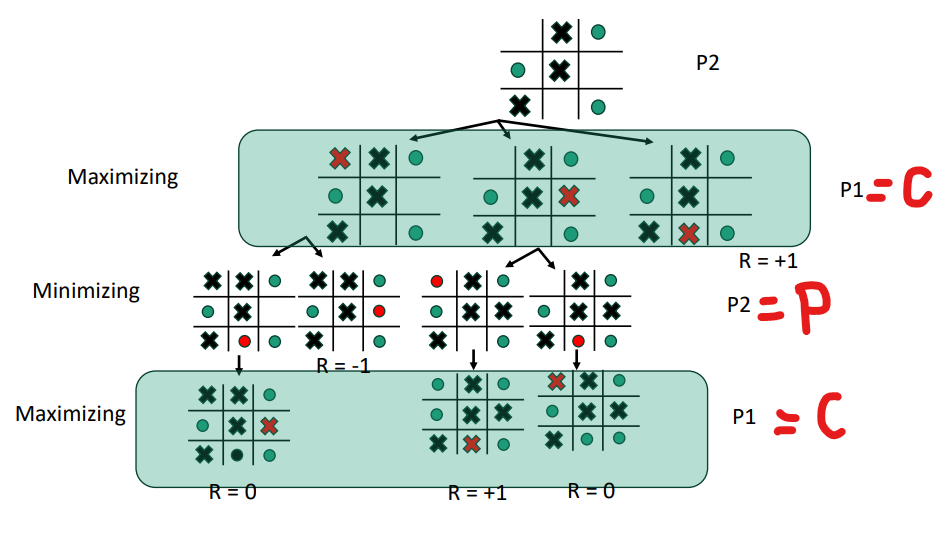 P2
Maximizing
P1 = C
R = +1
Minimizing
P2 = P
R = -1
Maximizing
P1 = C
R = 0
R = +1
R = 0